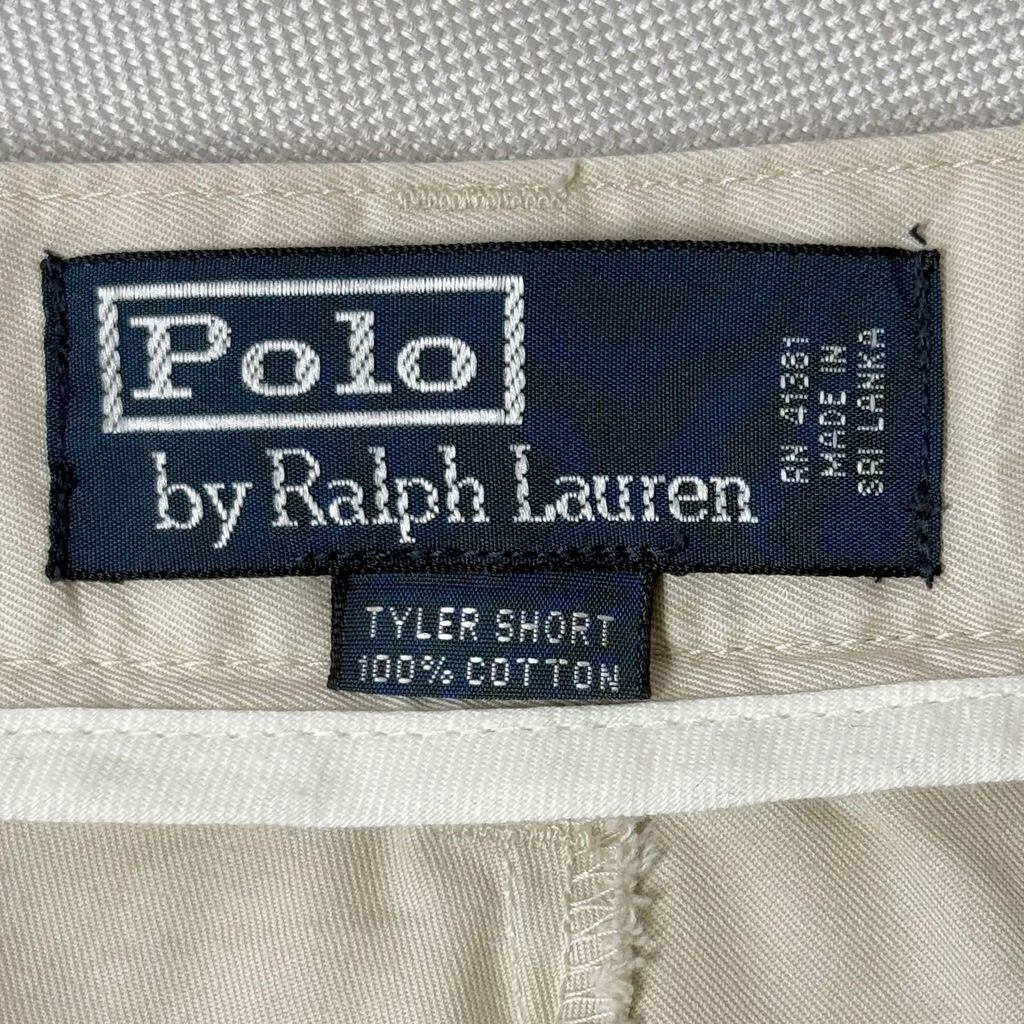 Polo
by Ralph Lauren
RN 41381
MADE IN
SRI LANKA
TYLER SHORT
100% COTTON